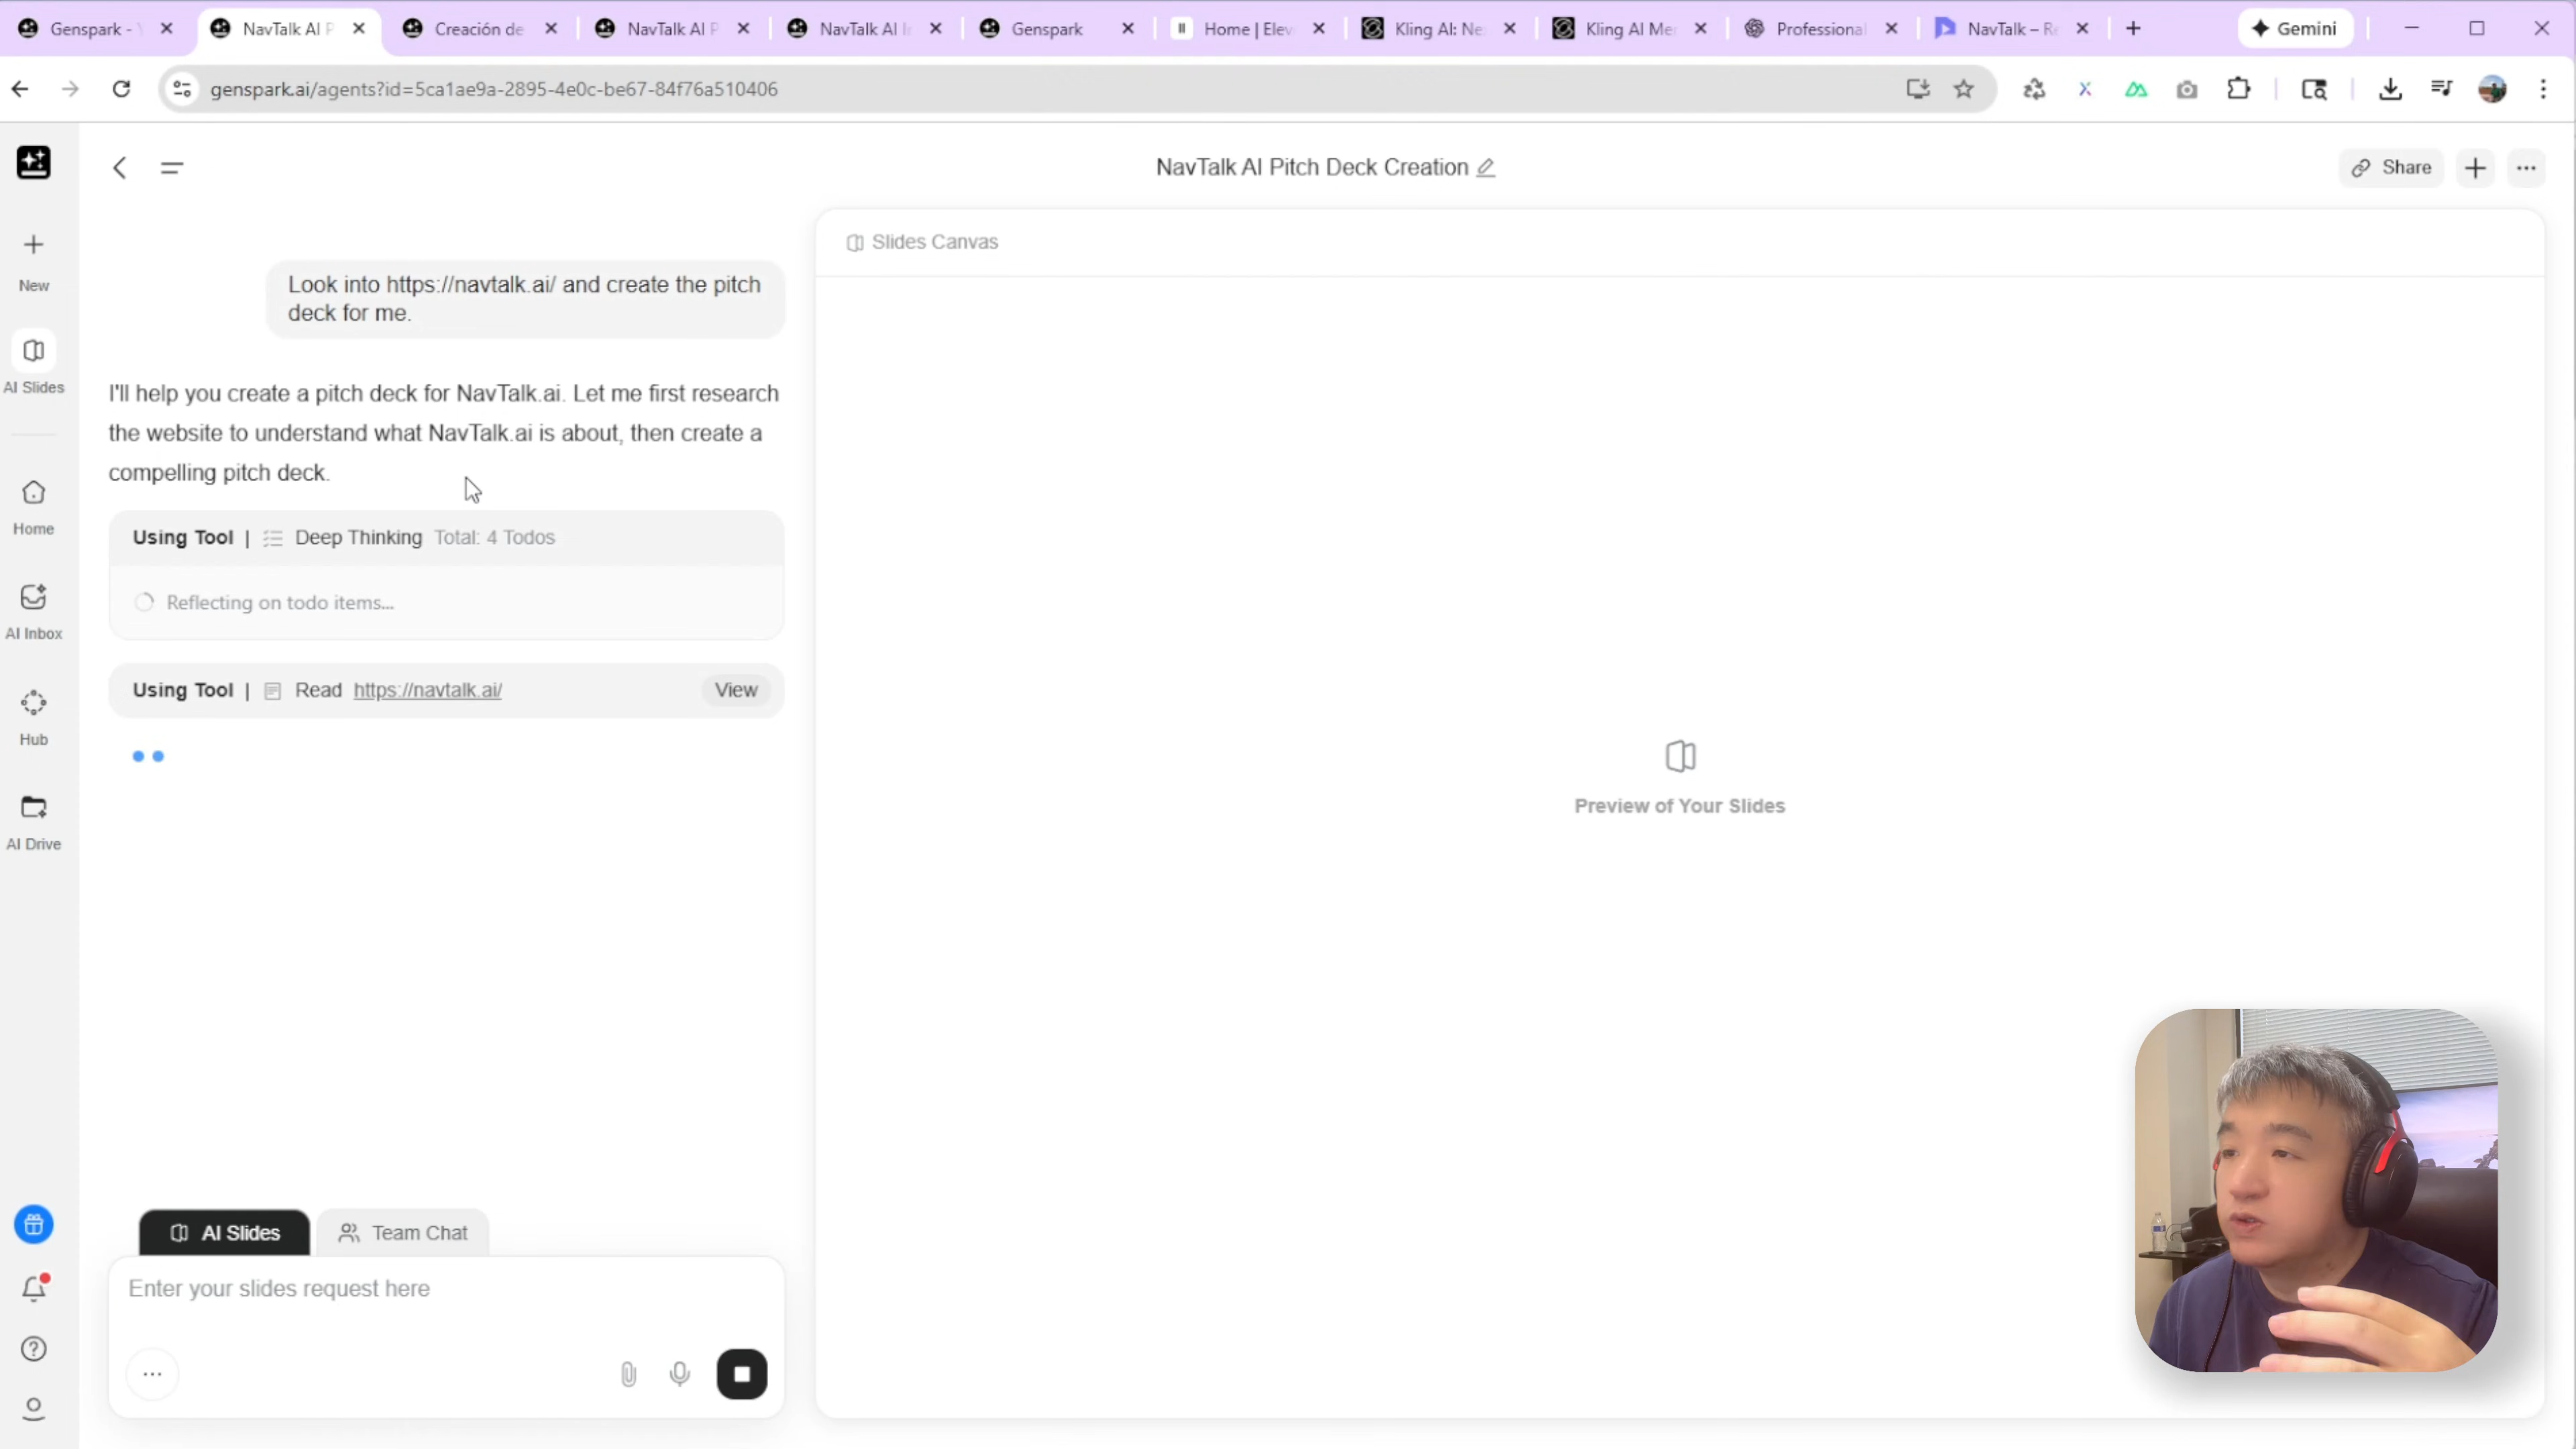 Genspark -
NavTalk AI P
Creación de
NavTalk AI P
NavTalk AI
Genspark
Home | Elev
Kling AI: Ne
Kling AI Me
Professional
NavTalk – Re
Gemini
genspark.ai/agents?id=5ca1ae9a-2895-4e0c-be67-84f76a510406
NavTalk AI Pitch Deck Creation
Share
New
AI Slides
Home
AI Inbox
Hub
AI Drive
Look into https://navtalk.ai/ and create the pitch
deck for me.
I'll help you create a pitch deck for NavTalk.ai. Let me first research
the website to understand what NavTalk.ai is about, then create a
compelling pitch deck.
Using Tool | Deep Thinking Total: 4 Todos
Reflecting on todo items...
Using Tool | Read https://navtalk.ai/
View
AI Slides
Team Chat
Enter your slides request here
Slides Canvas
Preview of Your Slides